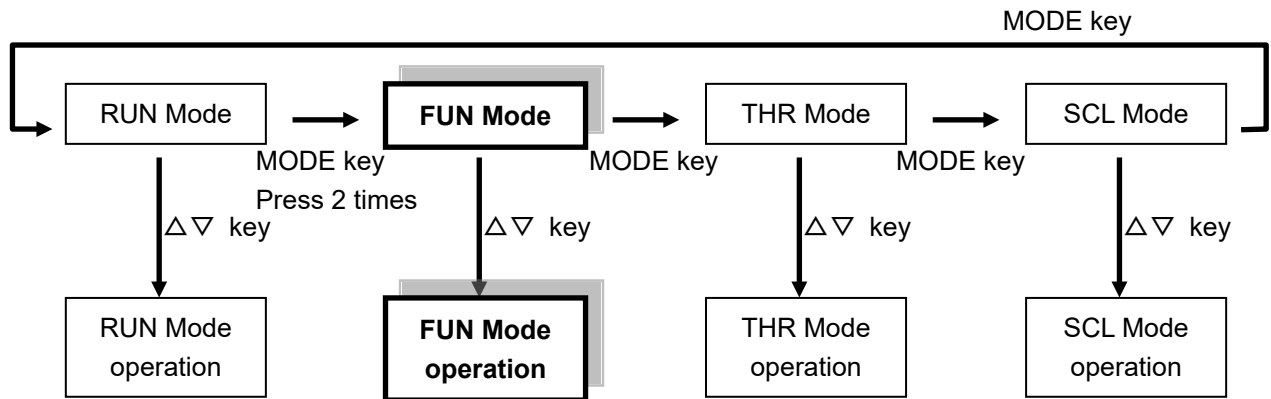 MODE key
RUN Mode
FUN Mode
THR Mode
SCL Mode
MODE key
Press 2 times
MODE key
MODE key
△▽ key
△▽ key
△▽ key
△▽ key
RUN Mode
operation
FUN Mode
operation
THR Mode
operation
SCL Mode
operation